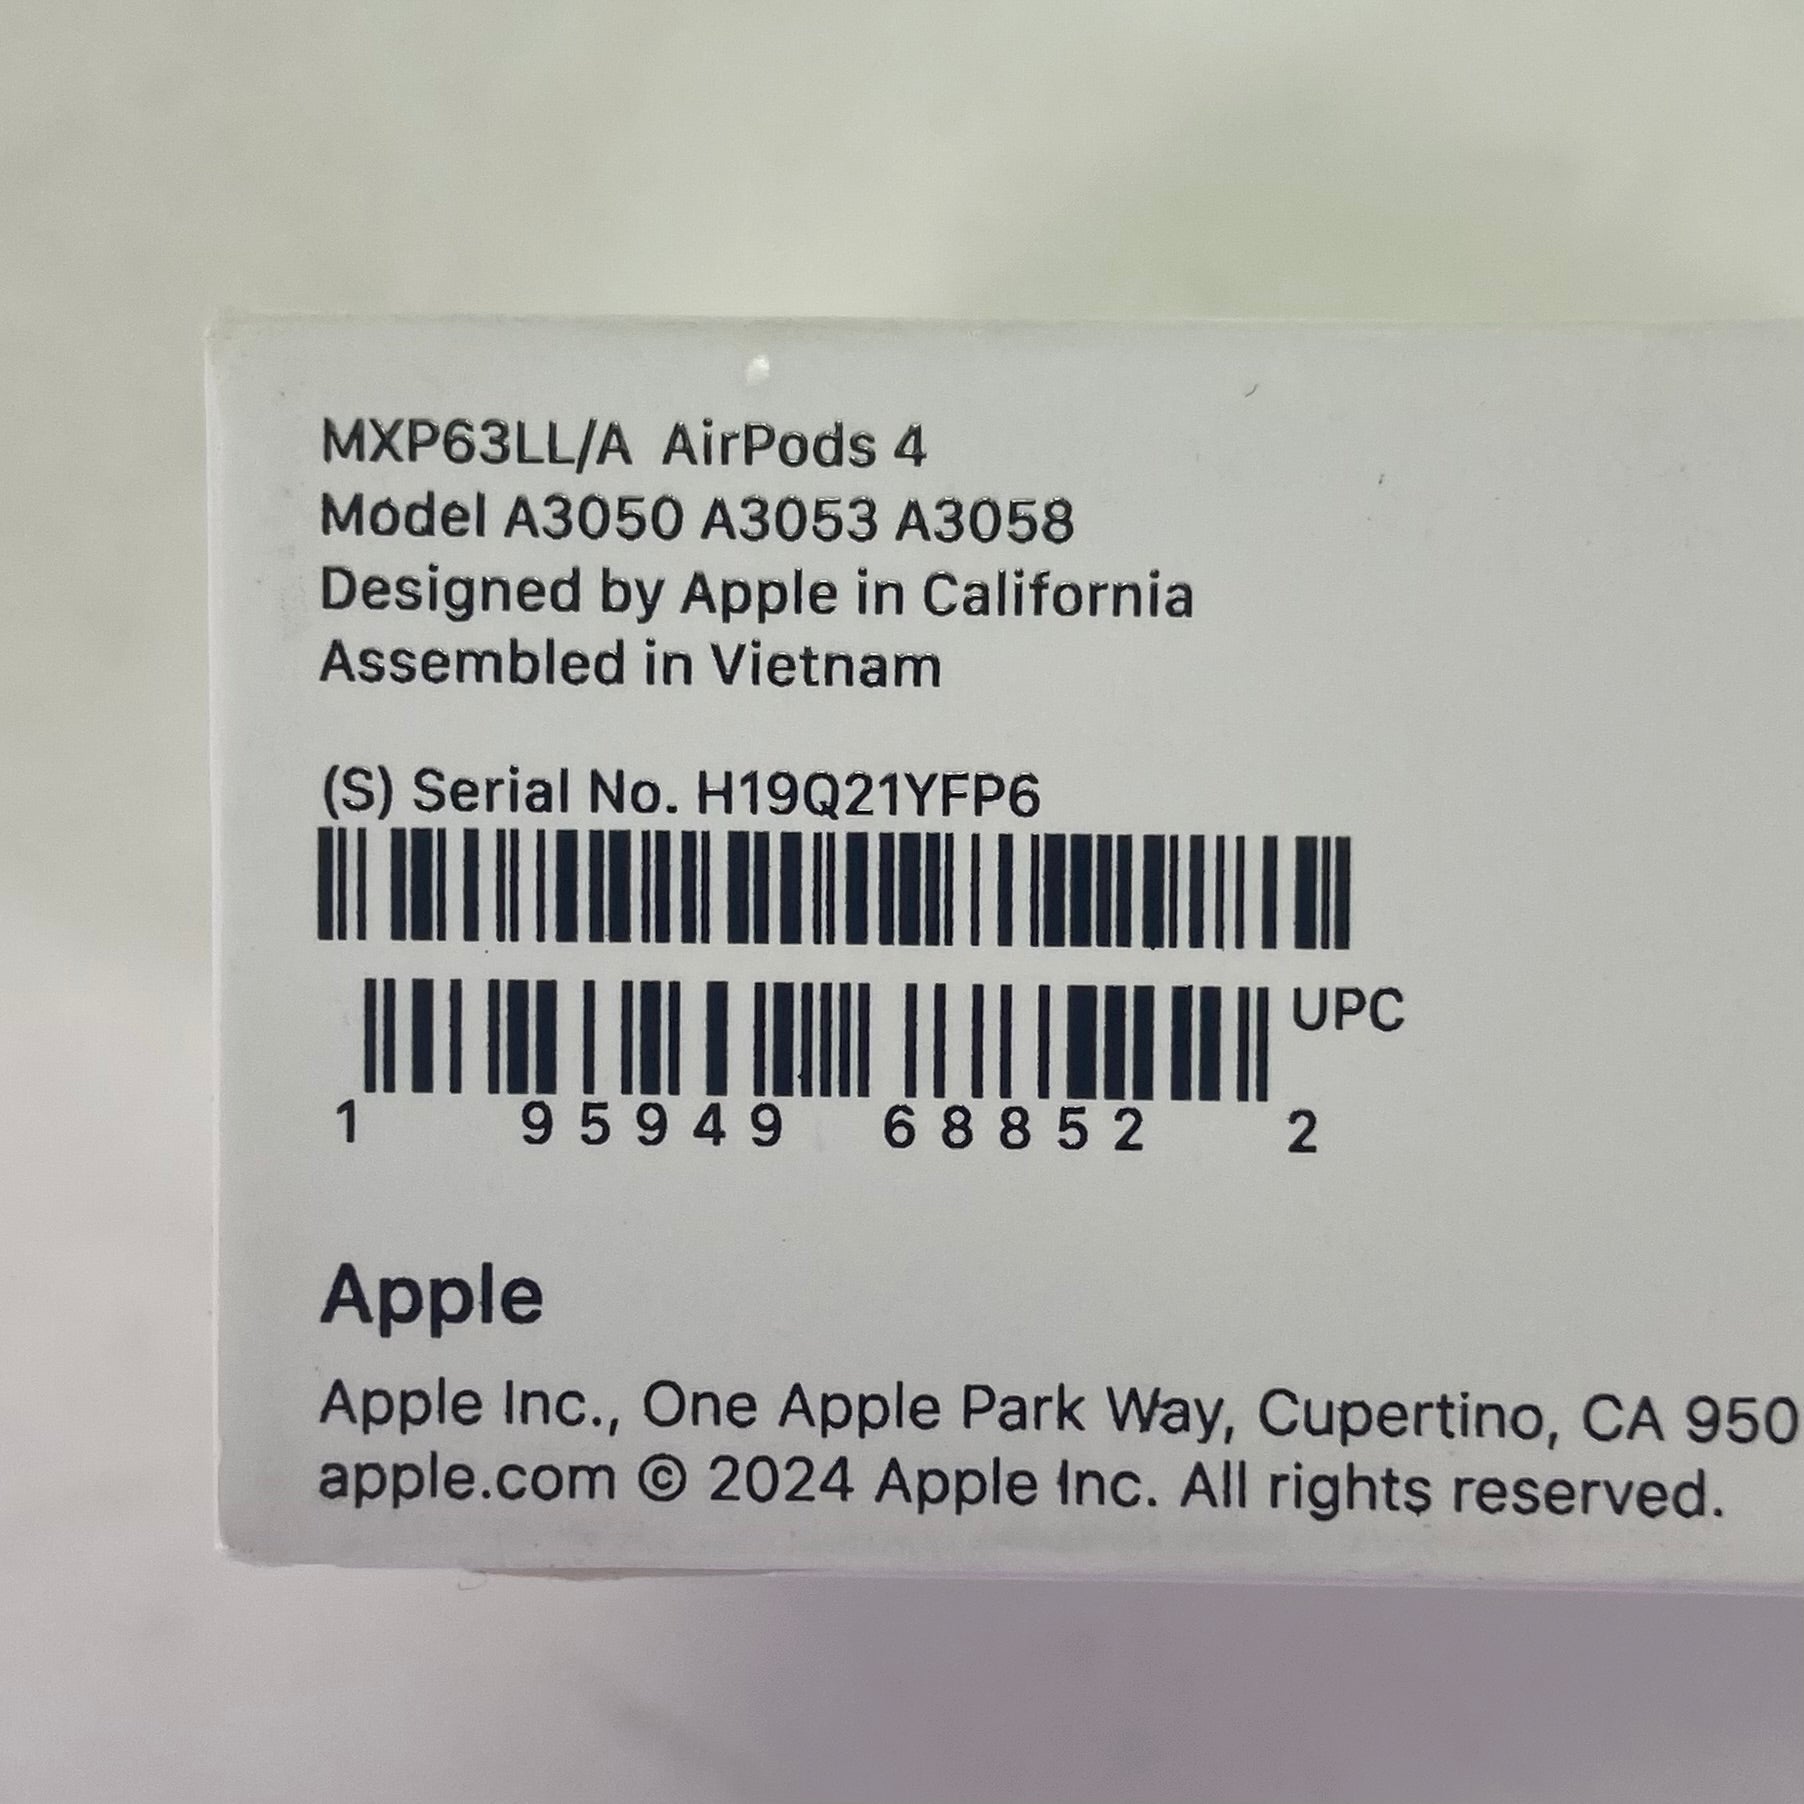 MXP63LL/A AirPods 4
Model A3050 A3053 A3058
Designed by Apple in California
Assembled in Vietnam
(S) Serial No. H19Q21YFP6
UPC
1 95949 68852 2
Apple
Apple Inc., One Apple Park Way, Cupertino, CA 950
apple.com © 2024 Apple Inc. All rights reserved.